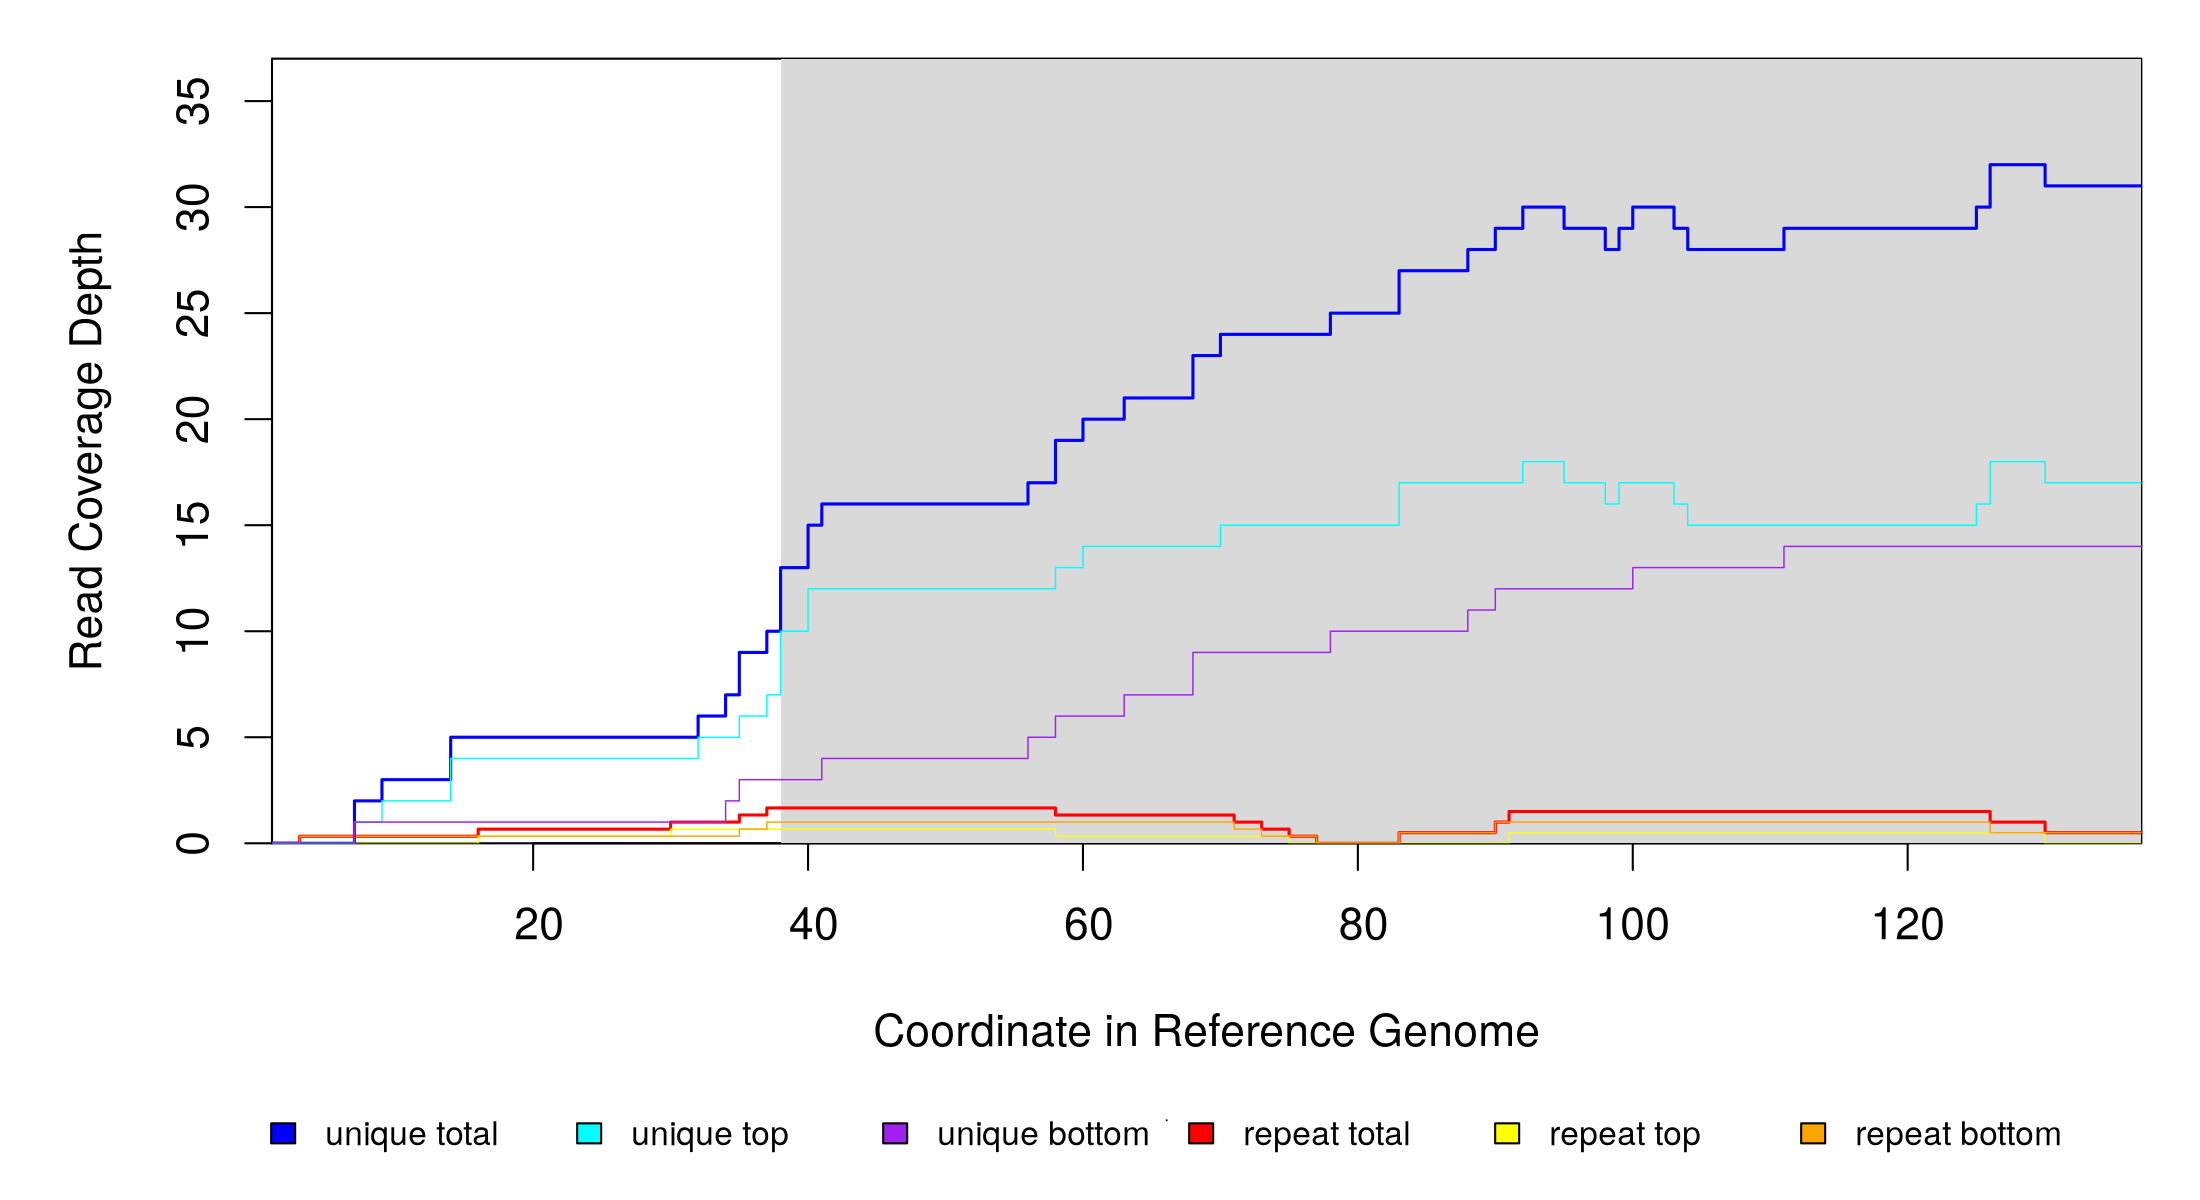 Read Coverage Depth
35
30
25
20
15
10
5
0
20 40 60 80 100 120
Coordinate in Reference Genome
unique total unique top unique bottom repeat total repeat top repeat bottom